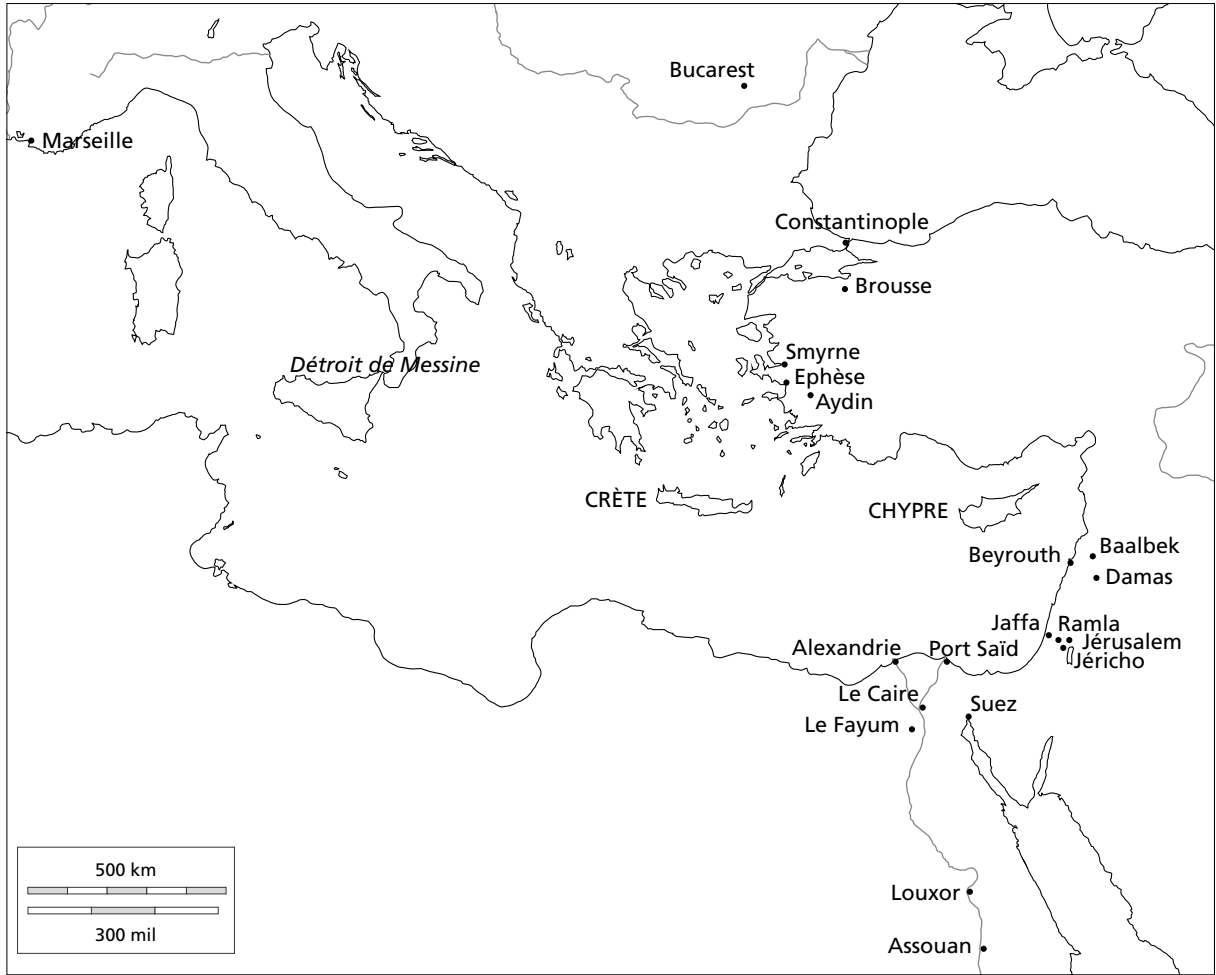 Bucarest
Marseille
Constantinople
Brousse
Détroit de Messine
Smyrne
Ephèse
Aydin
CRÈTE
CHYPRE
Beyrouth
Baalbek
Damas
Jaffa
Ramla
Jérusalem
Jéricho
Alexandrie
Port Saïd
Le Caire
Suez
Le Fayum
Louxor
Assouan
500 km
300 mil